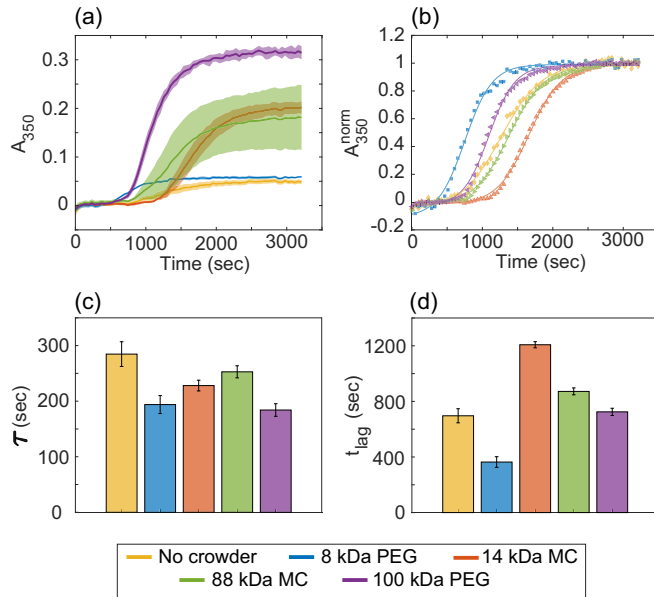 (a)
(b)
0.3
0.2
0.1
0
A350
0
1000
2000
3000
Time (sec)
1.2
1
0.8
0.6
0.4
0.2
0
-0.2
A350norm
0
1000
2000
3000
Time (sec)
(c)
(d)
300
200
100
0
τ (sec)
1200
800
400
0
tlag (sec)
No crowder 8 kDa PEG 14 kDa MC
88 kDa MC 100 kDa PEG